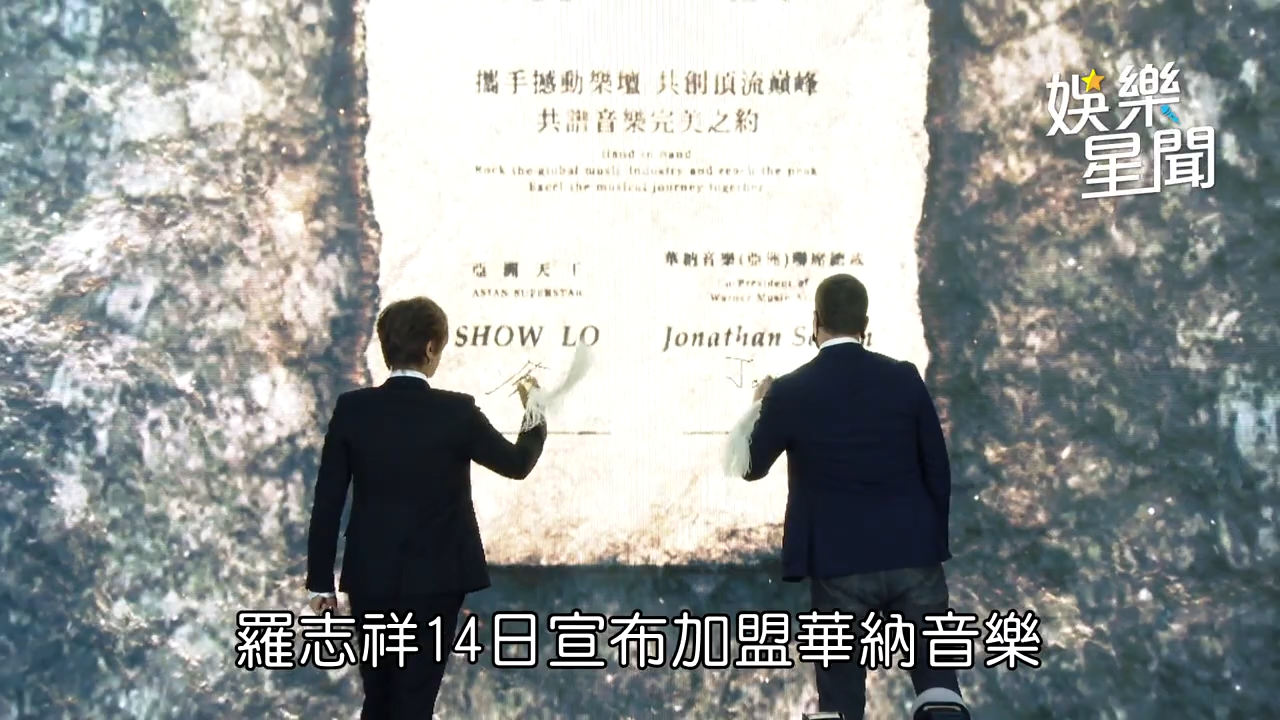 攜手撼動樂壇 共創頂流巔峰
共譜音樂完美之約
Hand in hand
Rock the global music industry and reach the peak
Excel the musical journey together
亞洲天王
ASIAN SUPERSTAR
SHOW LO
華納音樂(亞洲)聯席總裁
Co President of
Warner Music
Jonathan
娛樂
星聞
羅志祥14日宣布加盟華納音樂